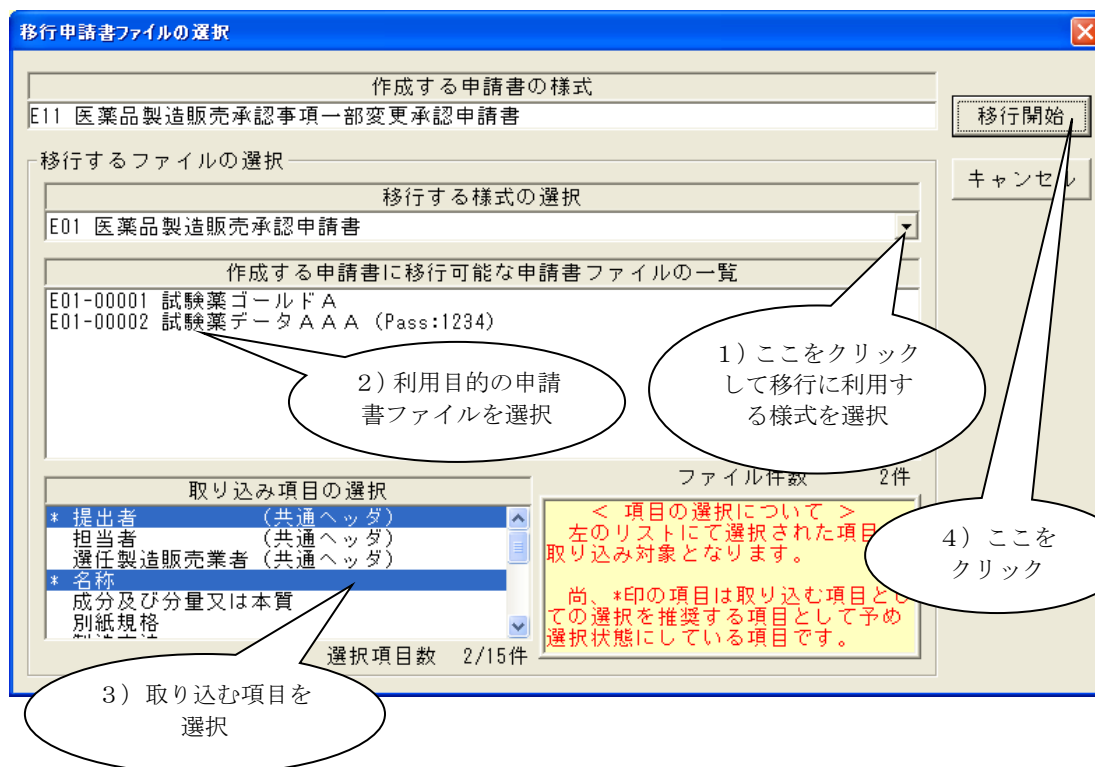 移行申請書ファイルの選択
作成する申請書の様式
E11 医薬品製造販売承認事項一部変更承認申請書
移行開始
キャンセル
移行するファイルの選択
移行する様式の選択
E01 医薬品製造販売承認申請書
作成する申請書に移行可能な申請書ファイルの一覧
E01-00001 試験薬ゴールドA
E01-00002 試験薬データAAA (Pass:1234)
1)ここをクリック
して移行に利用す
る様式を選択
2)利用目的の申請
書ファイルを選択
ファイル件数 2件
取り込み項目の選択
* 提出者 (共通ヘッダ)
担当者 (共通ヘッダ)
選任製造販売業者 (共通ヘッダ)
* 名称
成分及び分量又は本質
別紙規格
選択項目数 2/15件
< 項目の選択について >
左のリストにて選択された項目
取り込み対象となります。
尚、*印の項目は取り込む項目とし
ての選択を推奨する項目として予め
選択状態にしている項目です。
3) 取り込む項目を
選択
4) ここを
クリック